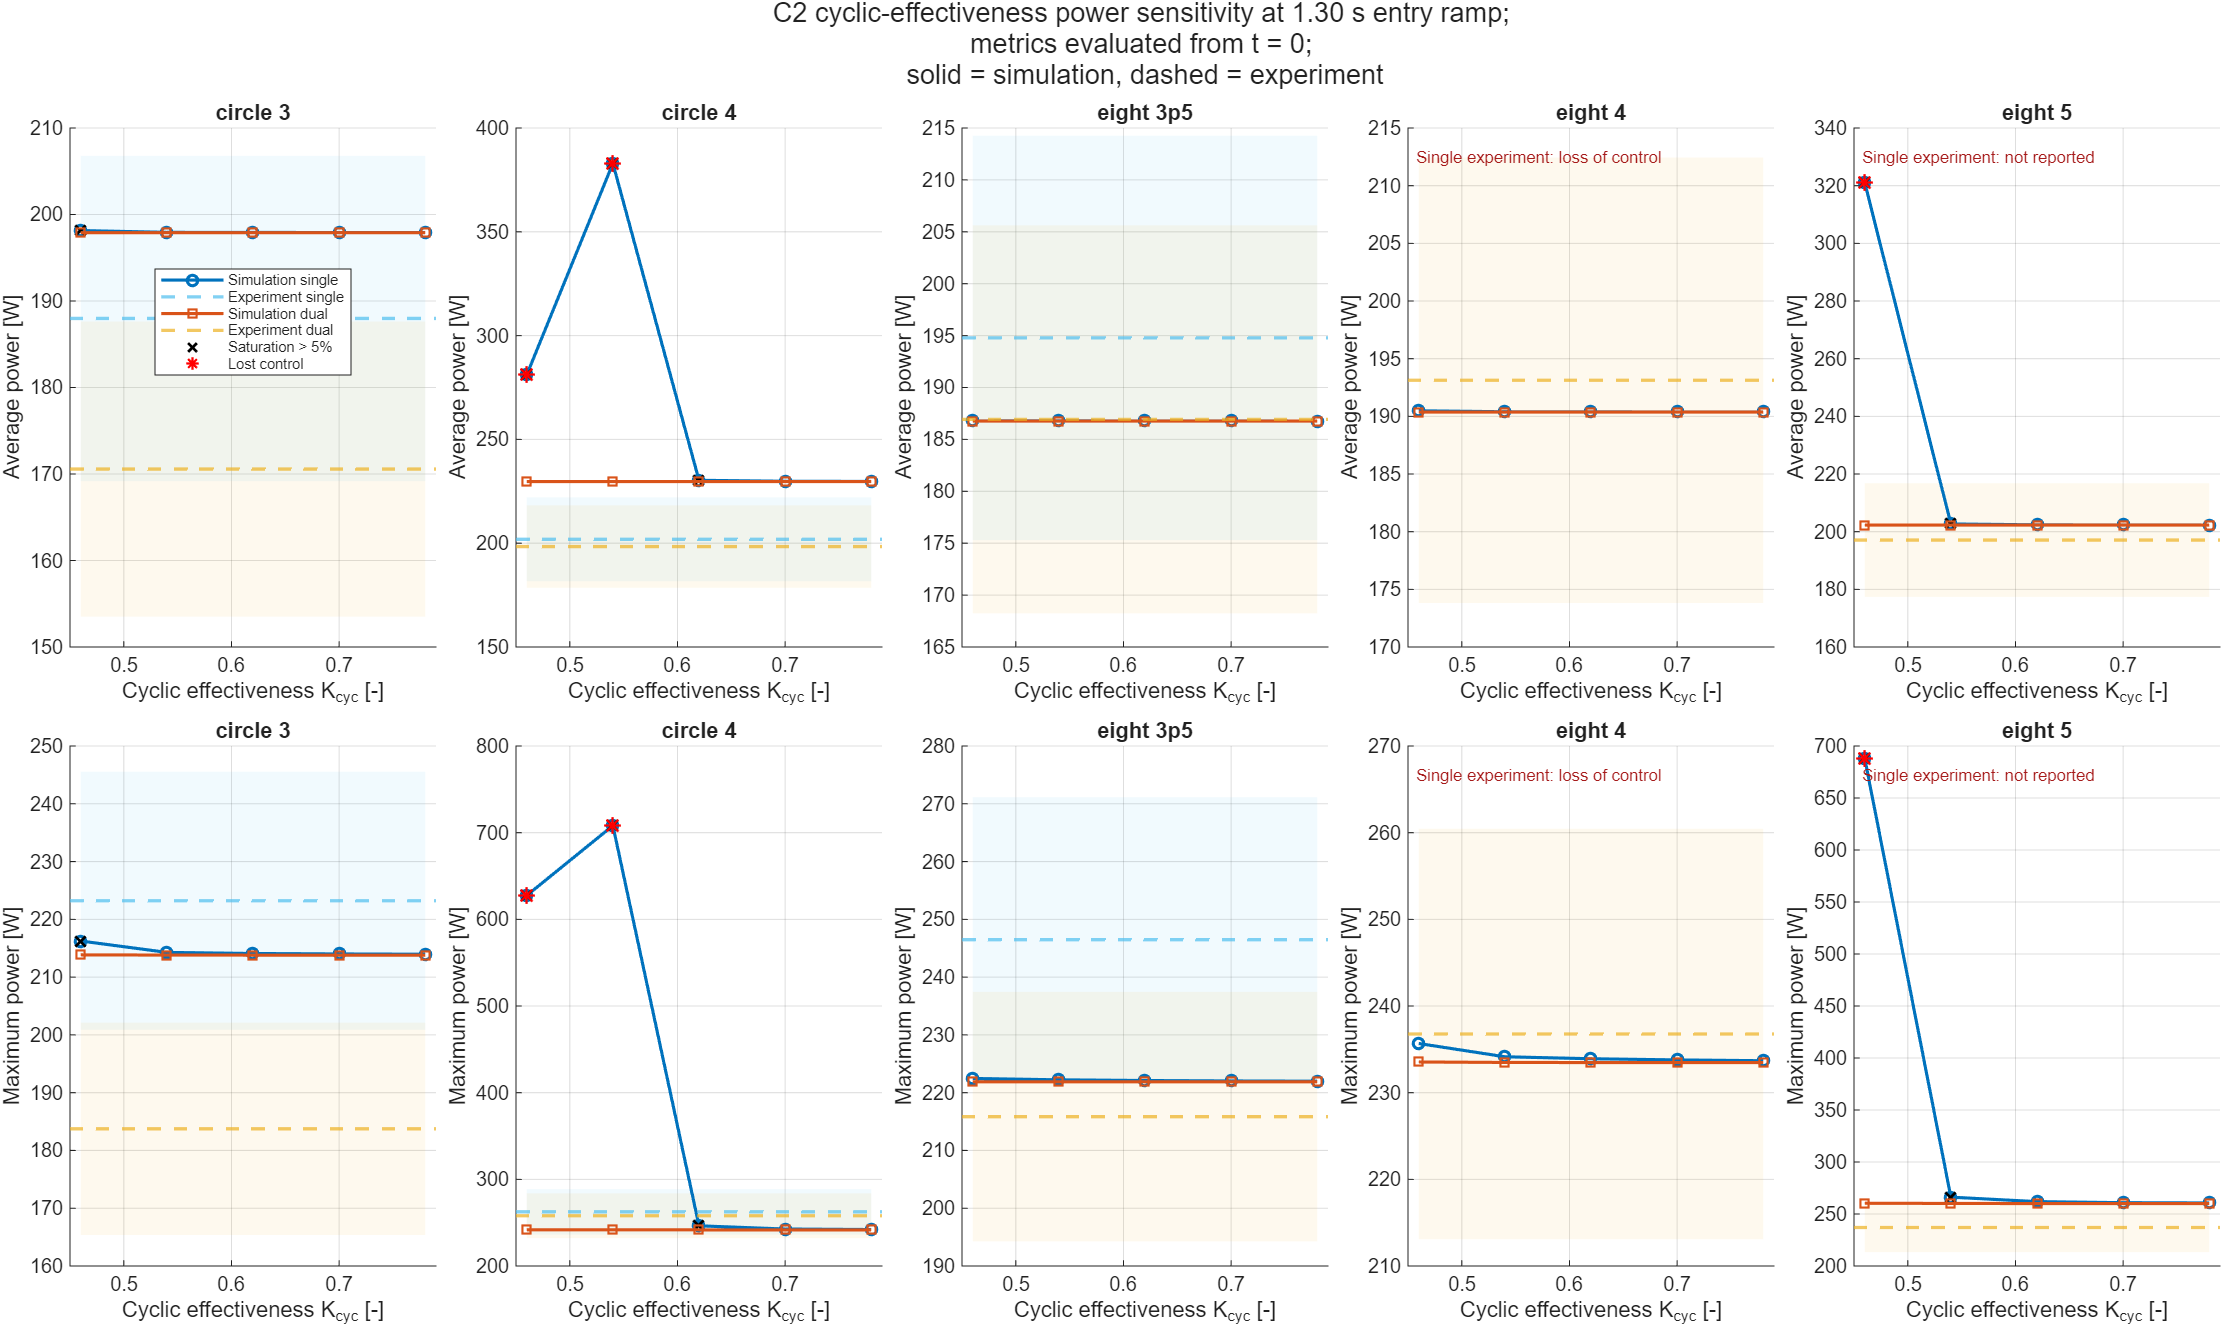 C2 cyclic-effectiveness power sensitivity at 1.30 s entry ramp;
metrics evaluated from t = 0;
solid = simulation, dashed = experiment
circle 3
210
200
190
180
170
160
150
0.5 0.6 0.7
Average power [W]
Cyclic effectiveness K_cyc [-]
Simulation single
Experiment single
Simulation dual
Experiment dual
Saturation > 5%
Lost control
circle 4
400
350
300
250
200
150
0.5 0.6 0.7
Average power [W]
Cyclic effectiveness K_cyc [-]
eight 3p5
215
210
205
200
195
190
185
180
175
170
165
0.5 0.6 0.7
Average power [W]
Cyclic effectiveness K_cyc [-]
eight 4
Single experiment: loss of control
215
210
205
200
195
190
185
180
175
170
0.5 0.6 0.7
Average power [W]
Cyclic effectiveness K_cyc [-]
eight 5
Single experiment: not reported
340
320
300
280
260
240
220
200
180
160
0.5 0.6 0.7
Average power [W]
Cyclic effectiveness K_cyc [-]
circle 3
250
240
230
220
210
200
190
180
170
160
0.5 0.6 0.7
Maximum power [W]
Cyclic effectiveness K_cyc [-]
circle 4
800
700
600
500
400
300
200
0.5 0.6 0.7
Maximum power [W]
Cyclic effectiveness K_cyc [-]
eight 3p5
280
270
260
250
240
230
220
210
200
190
0.5 0.6 0.7
Maximum power [W]
Cyclic effectiveness K_cyc [-]
eight 4
Single experiment: loss of control
270
260
250
240
230
220
210
0.5 0.6 0.7
Maximum power [W]
Cyclic effectiveness K_cyc [-]
eight 5
Single experiment: not reported
700
650
600
550
500
450
400
350
300
250
200
0.5 0.6 0.7
Maximum power [W]
Cyclic effectiveness K_cyc [-]